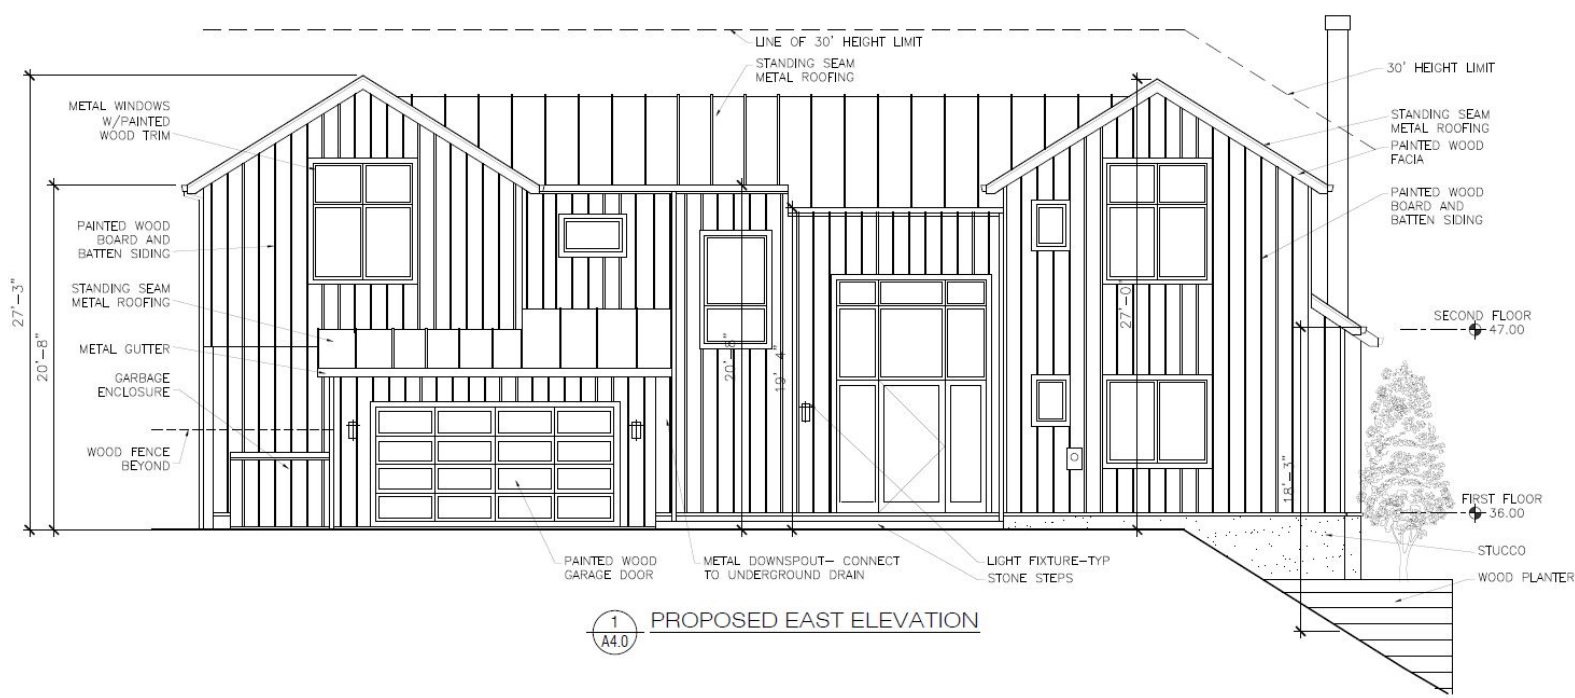 LINE OF 30' HEIGHT LIMIT
STANDING SEAM
METAL ROOFING
30' HEIGHT LIMIT
METAL WINDOWS
W/PAINTED
WOOD TRIM
STANDING SEAM
METAL ROOFING
PAINTED WOOD
FACIA
PAINTED WOOD
BOARD AND
BATTEN SIDING
PAINTED WOOD
BOARD AND
BATTEN SIDING
STANDING SEAM
METAL ROOFING
METAL GUTTER
GARBAGE
ENCLOSURE
WOOD FENCE
BEYOND
27'-3"
20'-8"
20'-8"
19'-4"
27'-0"
18'-3"
SECOND FLOOR
47.00
FIRST FLOOR
36.00
STUCCO
WOOD PLANTER
PAINTED WOOD
GARAGE DOOR
METAL DOWNSPOUT- CONNECT
TO UNDERGROUND DRAIN
LIGHT FIXTURE-TYP
STONE STEPS
1
A4.0
PROPOSED EAST ELEVATION